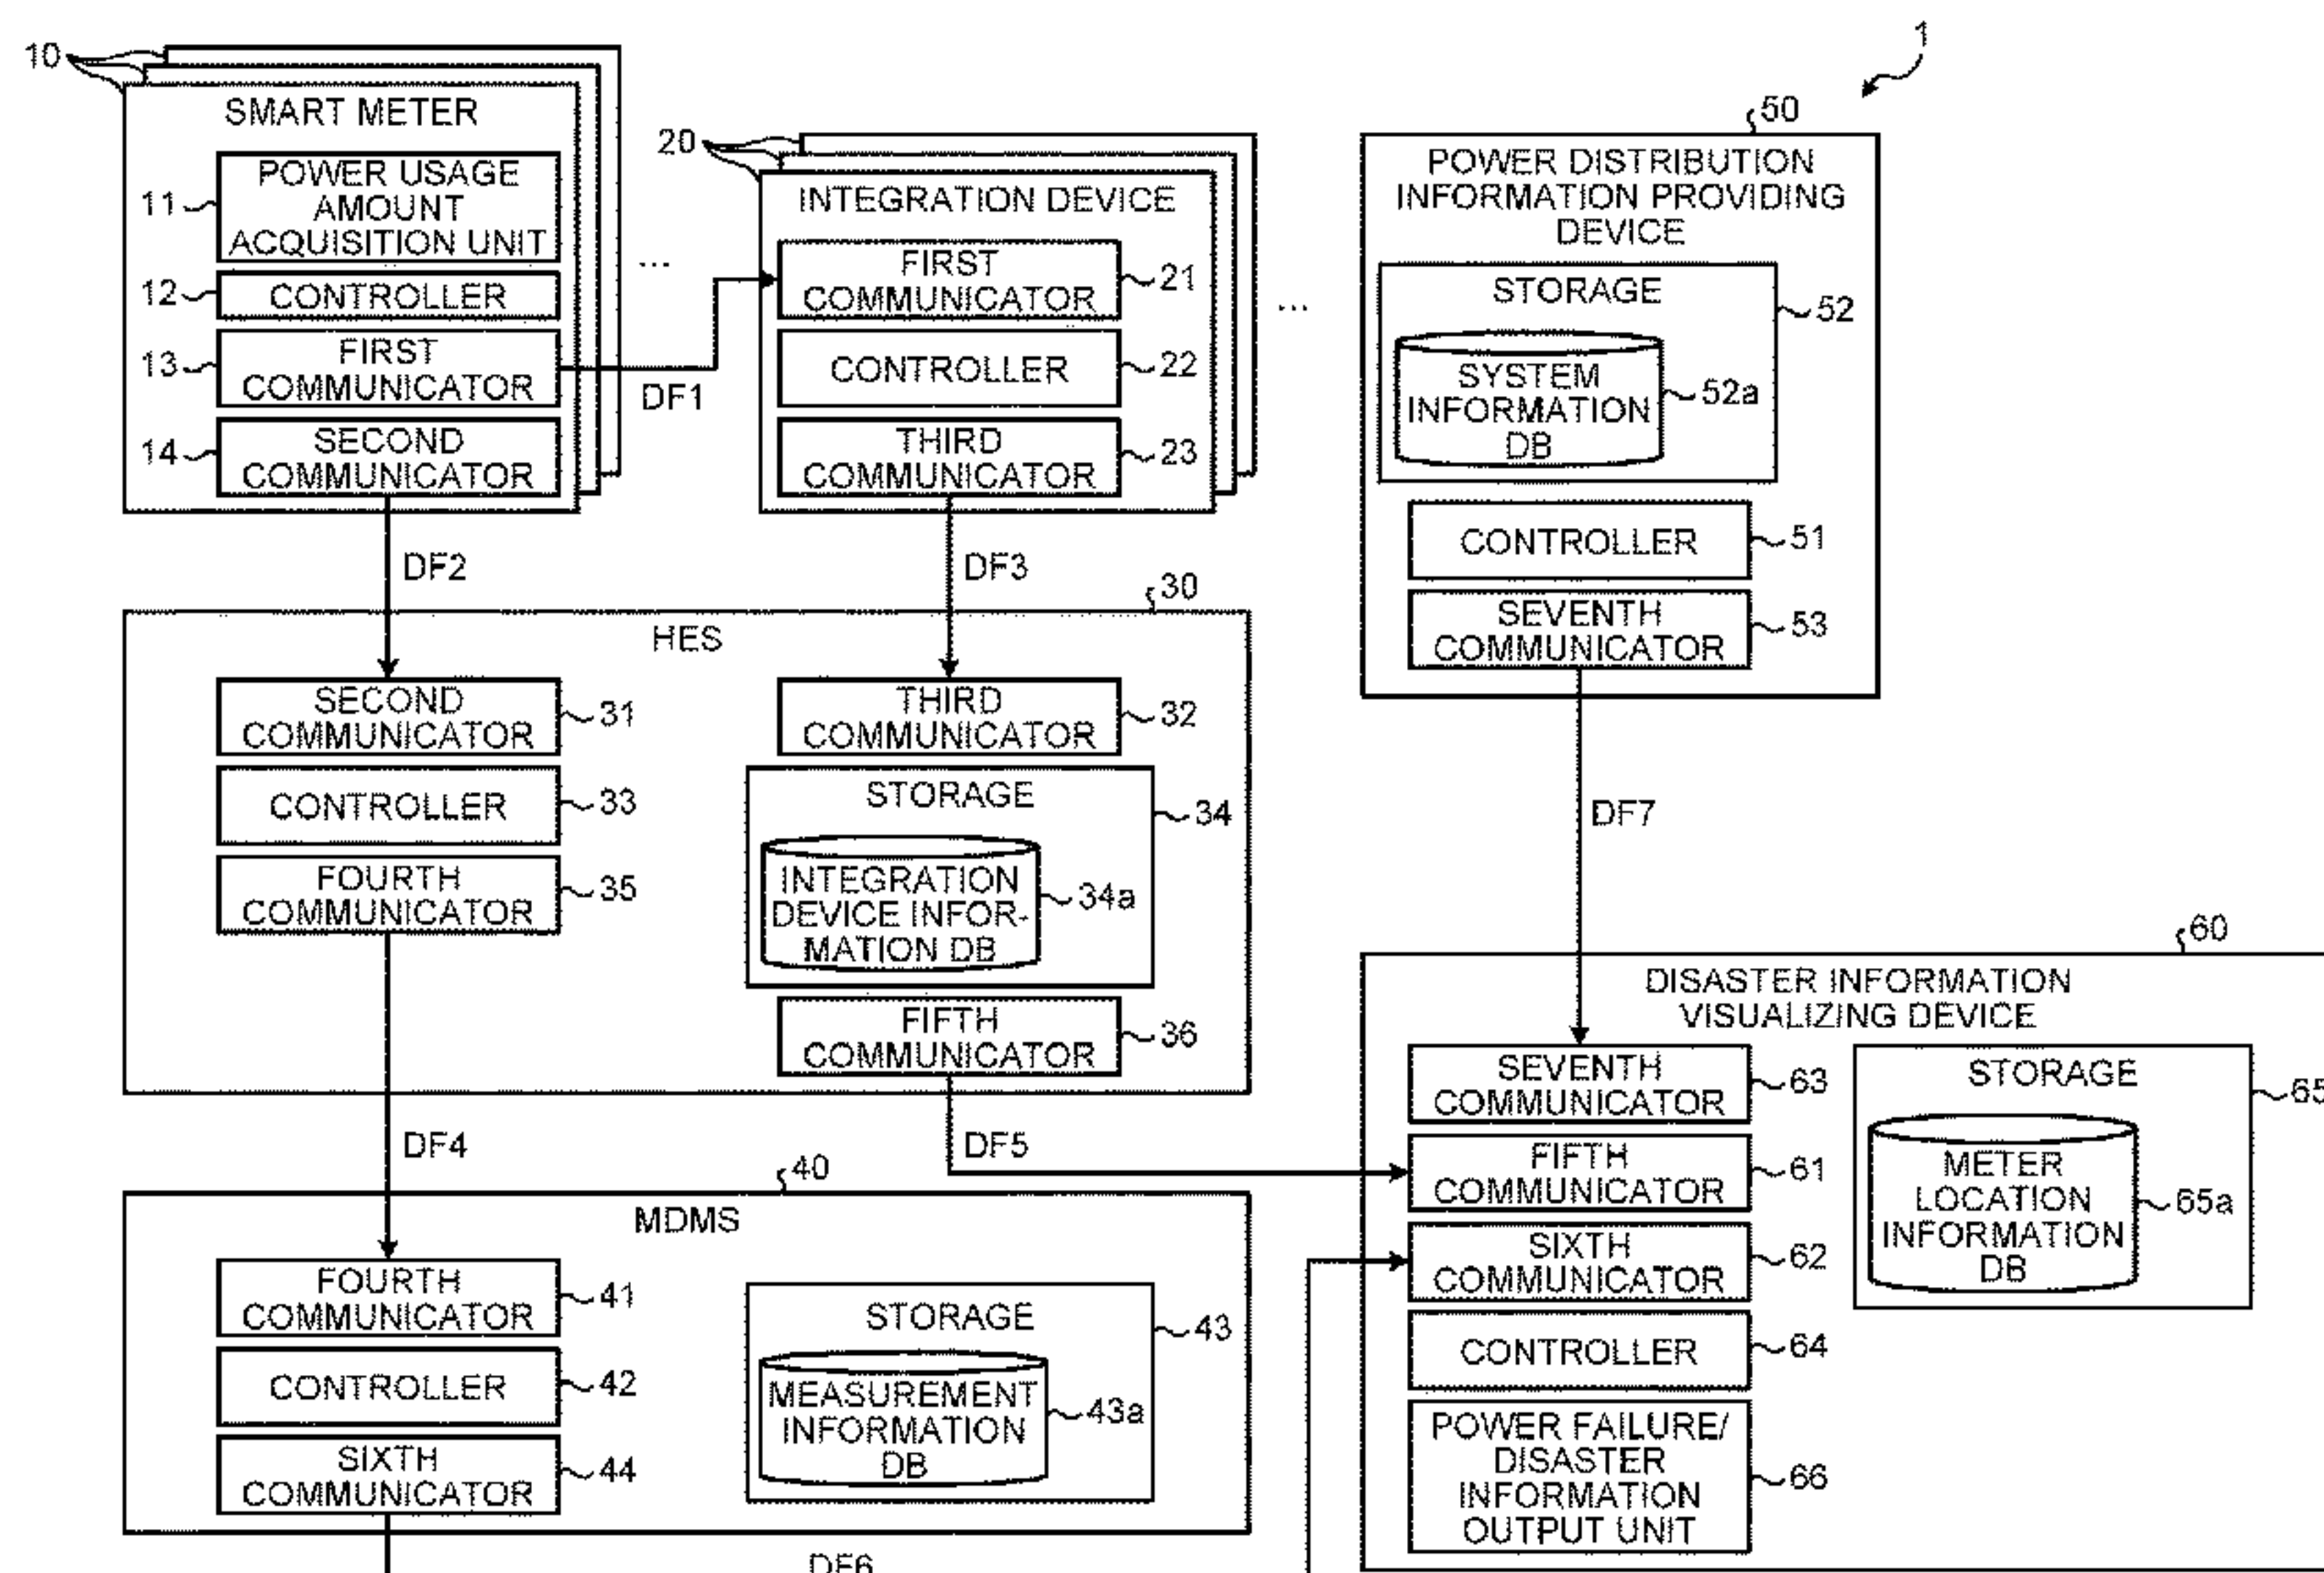 1
10
SMART METER
11
POWER USAGE
AMOUNT
ACQUISITION UNIT
12
CONTROLLER
13
FIRST
COMMUNICATOR
14
SECOND
COMMUNICATOR
...
DF1
20
INTEGRATION DEVICE
FIRST
COMMUNICATOR
21
CONTROLLER
22
THIRD
COMMUNICATOR
23
...
50
POWER DISTRIBUTION
INFORMATION PROVIDING
DEVICE
STORAGE
52
SYSTEM
INFORMATION
DB
52a
CONTROLLER
51
SEVENTH
COMMUNICATOR
53
DF2
DF3
30
HES
SECOND
COMMUNICATOR
31
CONTROLLER
33
FOURTH
COMMUNICATOR
35
THIRD
COMMUNICATOR
32
STORAGE
34
INTEGRATION
DEVICE INFOR-
MATION DB
34a
FIFTH
COMMUNICATOR
36
DF7
DF4
DF5
40
MDMS
FOURTH
COMMUNICATOR
41
CONTROLLER
42
SIXTH
COMMUNICATOR
44
STORAGE
43
MEASUREMENT
INFORMATION
DB
43a
DF6
60
DISASTER INFORMATION
VISUALIZING DEVICE
SEVENTH
COMMUNICATOR
63
FIFTH
COMMUNICATOR
61
SIXTH
COMMUNICATOR
62
CONTROLLER
64
POWER FAILURE/
DISASTER
INFORMATION
OUTPUT UNIT
66
STORAGE
65
METER
LOCATION
INFORMATION
DB
65a